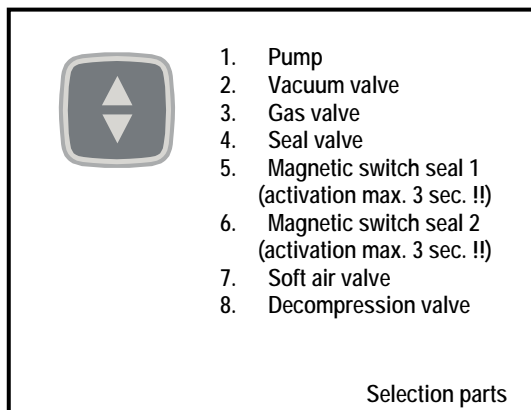 1. Pump
2. Vacuum valve
3. Gas valve
4. Seal valve
5. Magnetic switch seal 1
(activation max. 3 sec. !!)
6. Magnetic switch seal 2
(activation max. 3 sec. !!)
7. Soft air valve
8. Decompression valve
Selection parts